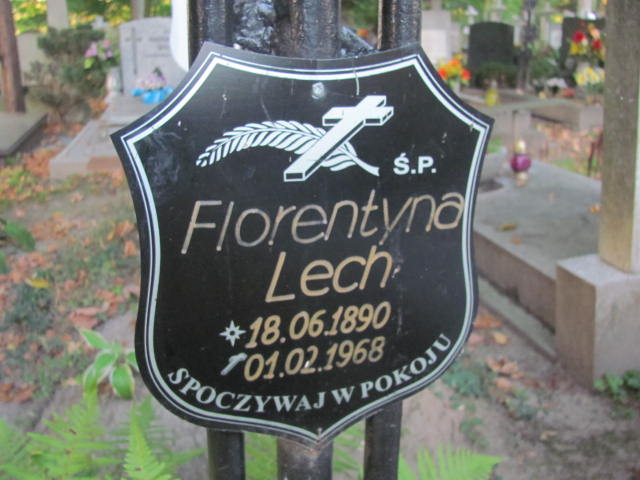 Ś.P.
Florentyna
Lech
18.06.1890
01.02.1968
SPOCZYWAJ W POKOJU